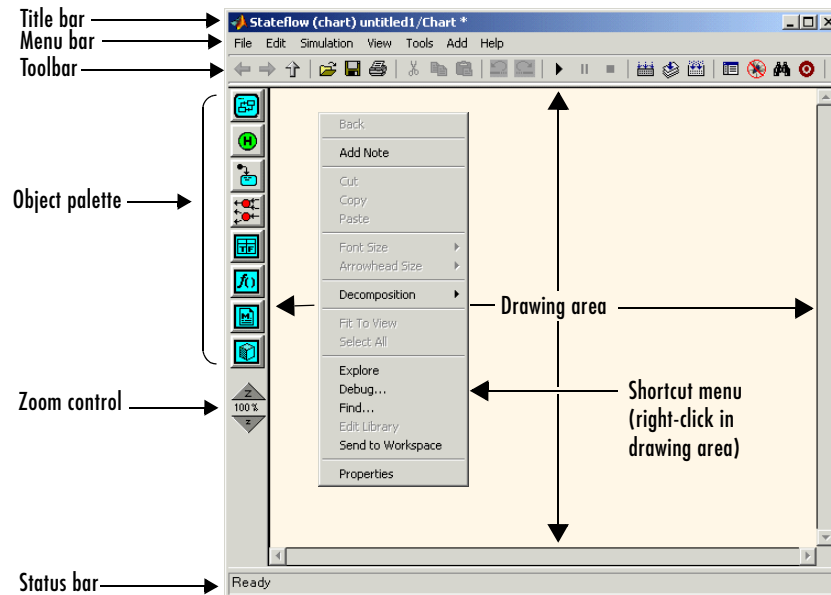 Title bar
Stateflow (chart) untitled1/Chart *
Menu bar
File Edit Simulation View Tools Add Help
Toolbar
Object palette
H
TF
f()
M
Back
Add Note
Cut
Copy
Paste
Font Size
Arrowhead Size
Decomposition
Fit To View
Select All
Explore
Debug...
Find...
Edit Library
Send to Workspace
Properties
Drawing area
Shortcut menu
(right-click in
drawing area)
Zoom control
Z
100 %
z
Status bar
Ready